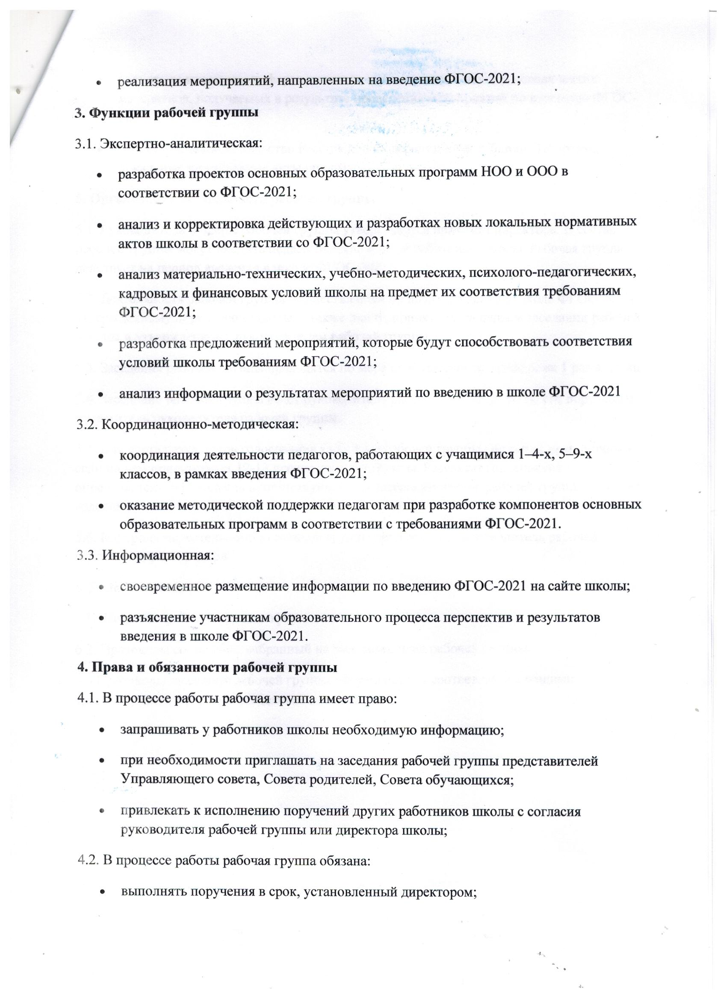 • реализация мероприятий, направленных на введение ФГОС-2021;
3. Функции рабочей группы
3.1. Экспертно-аналитическая:
• разработка проектов основных образовательных программ НОО и ООО в
соответствии со ФГОС-2021;
• анализ и корректировка действующих и разработках новых локальных нормативных
актов школы в соответствии со ФГОС-2021;
• анализ материально-технических, учебно-методических, психолого-педагогических,
кадровых и финансовых условий школы на предмет их соответствия требованиям
ФГОС-2021;
• разработка предложений мероприятий, которые будут способствовать соответствия
условий школы требованиям ФГОС-2021;
• анализ информации о результатах мероприятий по введению в школе ФГОС-2021
3.2. Координационно-методическая:
• координация деятельности педагогов, работающих с учащимися 1–4-х, 5–9-х
классов, в рамках введения ФГОС-2021;
• оказание методической поддержки педагогам при разработке компонентов основных
образовательных программ в соответствии с требованиями ФГОС-2021.
3.3. Информационная:
• своевременное размещение информации по введению ФГОС-2021 на сайте школы;
• разъяснение участникам образовательного процесса перспектив и результатов
введения в школе ФГОС-2021.
4. Права и обязанности рабочей группы
4.1. В процессе работы рабочая группа имеет право:
• запрашивать у работников школы необходимую информацию;
• при необходимости приглашать на заседания рабочей группы представителей
Управляющего совета, Совета родителей, Совета обучающихся;
• привлекать к исполнению поручений других работников школы с согласия
руководителя рабочей группы или директора школы;
4.2. В процессе работы рабочая группа обязана:
• выполнять поручения в срок, установленный директором;